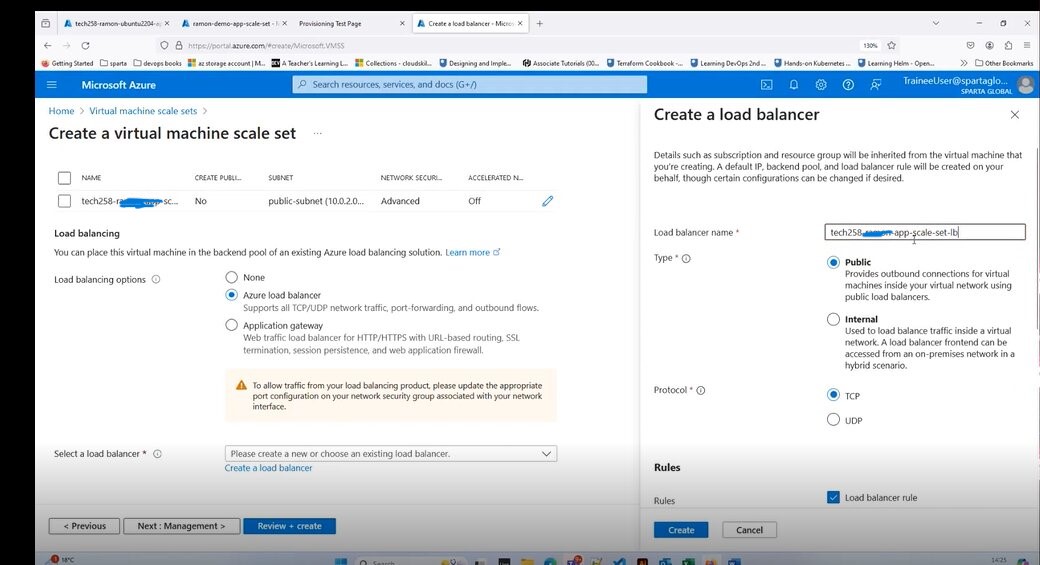 tech258-ramon-ubuntu2204-a
ramon-demo-app-scale-set -
Provisioning Test Page
Create a load balancer - Micros
https://portal.azure.com/#create/Microsoft.VMSS
130%
Getting Started
sparta
devops books
az storage account | M...
A Teacher's Learning L...
Collections - cloudskil...
Designing and Imple...
Associate Tutorials (00...
Terraform Cookbook -...
Learning DevOps 2nd ...
Hands-on Kubernetes ...
Learning Helm - Open...
Other Bookmarks
Microsoft Azure
Search resources, services, and docs (G+/)
TraineeUser@spartaglo...
SPARTA GLOBAL
Home > Virtual machine scale sets >
Create a virtual machine scale set ...
NAME CREATE PUBLI... SUBNET NETWORK SECURI... ACCELERATED N...
tech258-ra sc... No public-subnet (10.0.2.0... Advanced Off
Load balancing
You can place this virtual machine in the backend pool of an existing Azure load balancing solution. Learn more
Load balancing options
None
Azure load balancer
Supports all TCP/UDP network traffic, port-forwarding, and outbound flows.
Application gateway
Web traffic load balancer for HTTP/HTTPS with URL-based routing, SSL
termination, session persistence, and web application firewall.
To allow traffic from your load balancing product, please update the appropriate
port configuration on your network security group associated with your network
interface.
Select a load balancer *
Please create a new or choose an existing load balancer.
Create a load balancer
< Previous
Next : Management >
Review + create
Create a load balancer
Details such as subscription and resource group will be inherited from the virtual machine that
you're creating. A default IP, backend pool, and load balancer rule will be created on your
behalf, though certain configurations can be changed if desired.
Load balancer name *
tech258- -app-scale-set-lb
Type *
Public
Provides outbound connections for virtual
machines inside your virtual network using
public load balancers.
Internal
Used to load balance traffic inside a virtual
network. A load balancer frontend can be
accessed from an on-premises network in a
hybrid scenario.
Protocol *
TCP
UDP
Rules
Rules
Load balancer rule
Create
Cancel
18°C
Search
14:25